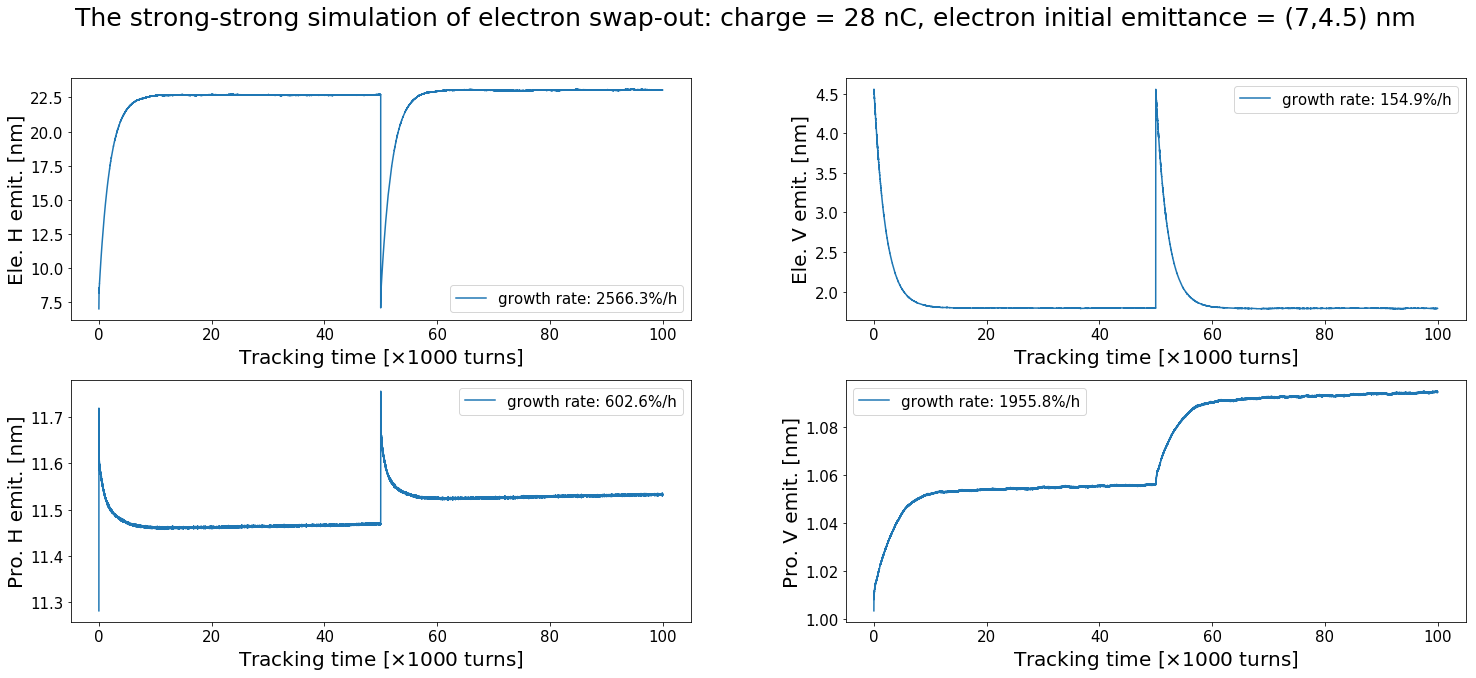 The strong-strong simulation of electron swap-out: charge = 28 nC, electron initial emittance = (7,4.5) nm
22.5
20.0
17.5
15.0
12.5
10.0
7.5
Ele. H emit. [nm]
growth rate: 2566.3%/h
0 20 40 60 80 100
Tracking time [×1000 turns]
4.5
4.0
3.5
3.0
2.5
2.0
Ele. V emit. [nm]
growth rate: 154.9%/h
0 20 40 60 80 100
Tracking time [×1000 turns]
11.7
11.6
11.5
11.4
11.3
Pro. H emit. [nm]
growth rate: 602.6%/h
0 20 40 60 80 100
Tracking time [×1000 turns]
1.08
1.06
1.04
1.02
1.00
Pro. V emit. [nm]
growth rate: 1955.8%/h
0 20 40 60 80 100
Tracking time [×1000 turns]